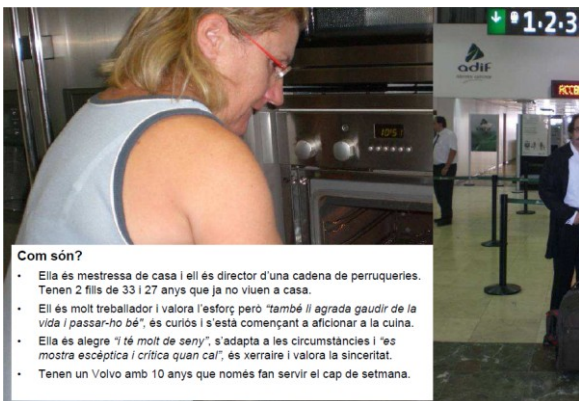 1·2·3
adif
ACCE
10:51
Com són?
• Ella és mestressa de casa i ell és director d'una cadena de perruqueries.
Tenen 2 fills de 33 i 27 anys que ja no viuen a casa.
• Ell és molt treballador i valora l'esforç però "també li agrada gaudir de la
vida i passar-ho bé", és curiós i s'està començant a aficionar a la cuina.
• Ella és alegre "i té molt de seny", s'adapta a les circumstàncies i "es
mostra escèptica i crítica quan cal", és xerraire i valora la sinceritat.
• Tenen un Volvo amb 10 anys que només fan servir el cap de setmana.